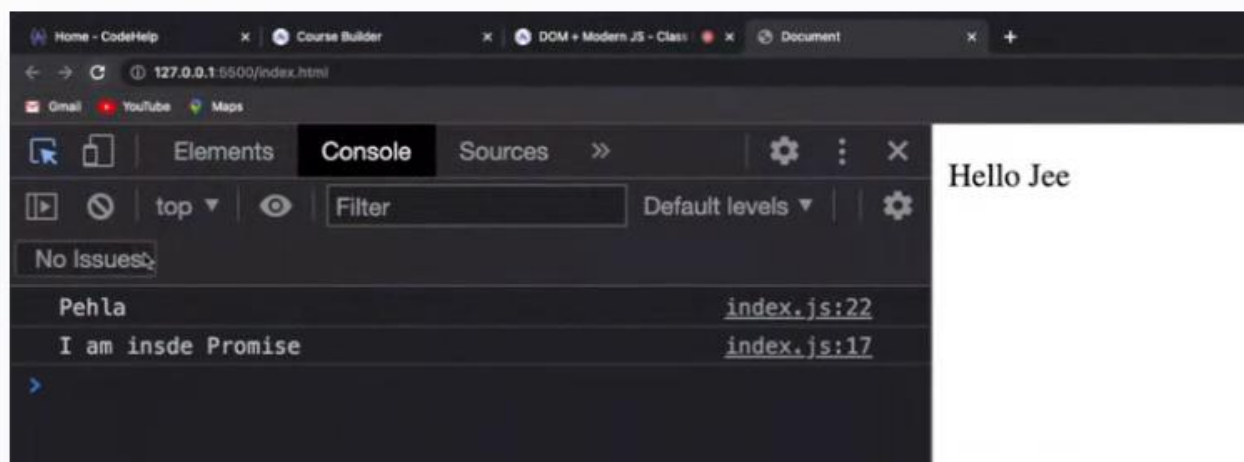 Home - CodeHelp Course Builder DOM + Modern JS - Class Document
127.0.0.1:5500/index.html
Gmail YouTube Maps
Elements Console Sources
top Filter Default levels
No Issues
Pehla index.js:22
I am insde Promise index.js:17
Hello Jee